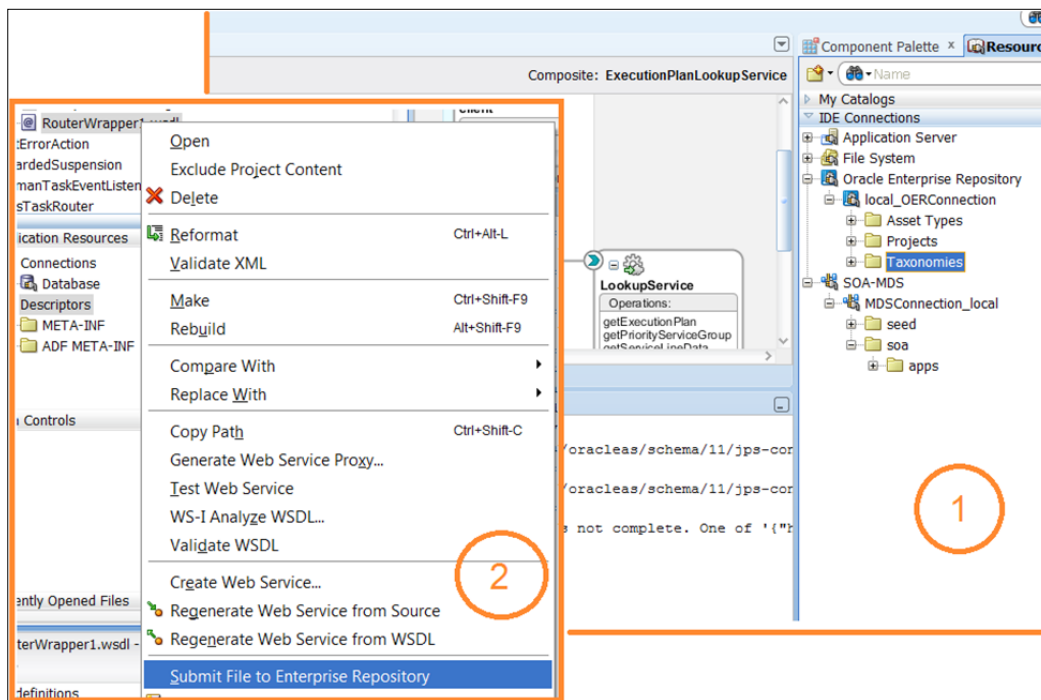 Component Palette
Resourc
Composite: ExecutionPlanLookupService
Name
My Catalogs
IDE Connections
Application Server
File System
Oracle Enterprise Repository
local_OERConnection
Asset Types
Projects
Taxonomies
SOA-MDS
MDSConnection_local
seed
soa
apps
1
client
LookupService
Operations:
getExecutionPlan
getPriorityServiceGroup
getServiceLineData
/oracleas/schema/11/jps-con
/oracleas/schema/11/jps-con
s not complete. One of '{"h
RouterWrapper1.wsdl
tErrorAction
ardedSuspension
manTaskEventListen
sTaskRouter
lication Resources
Connections
Database
Descriptors
META-INF
ADF META-INF
a Controls
ently Opened Files
terWrapper1.wsdl -
definitions
Open
Exclude Project Content
Delete
Reformat Ctrl+Alt-L
Validate XML
Make Ctrl+Shift-F9
Rebuild Alt+Shift-F9
Compare With
Replace With
Copy Path Ctrl+Shift-C
Generate Web Service Proxy...
Test Web Service
WS-I Analyze WSDL...
Validate WSDL
2
Create Web Service...
Regenerate Web Service from Source
Regenerate Web Service from WSDL
Submit File to Enterprise Repository